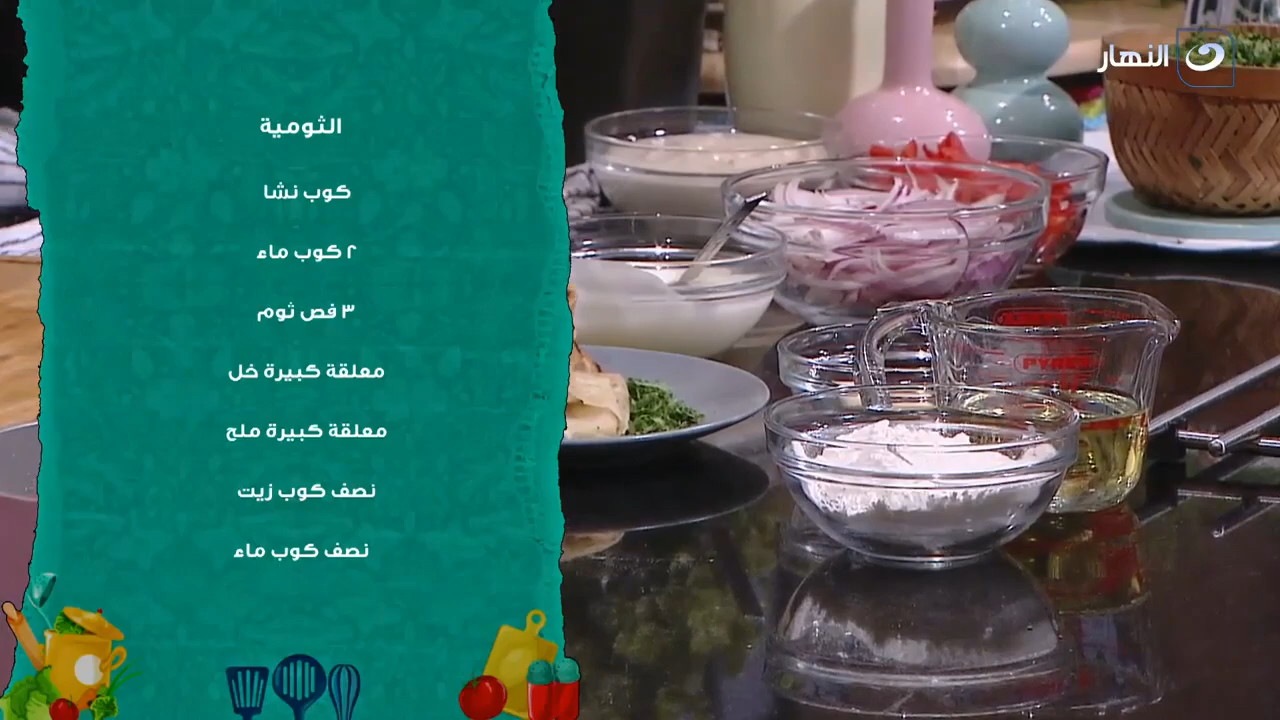 النهار
الثومية
كوب نشا
٢ كوب ماء
٣ فص ثوم
معلقة كبيرة خل
معلقة كبيرة ملح
نصف كوب زيت
نصف كوب ماء
PYREX